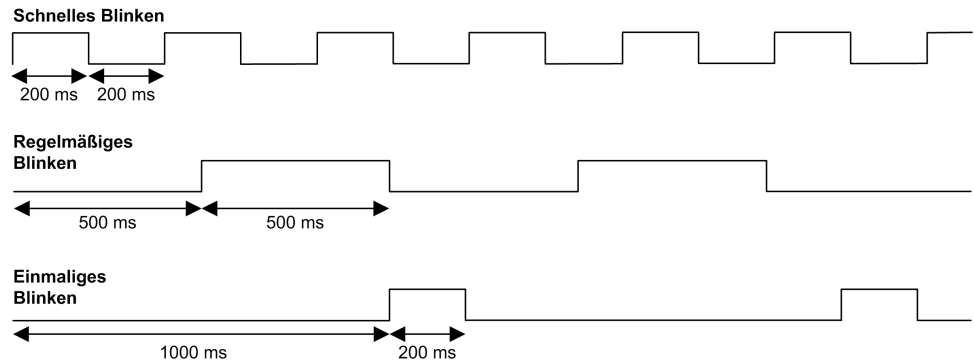 Schnelles Blinken
200 ms
200 ms
Regelmäßiges
Blinken
500 ms
500 ms
Einmaliges
Blinken
1000 ms
200 ms